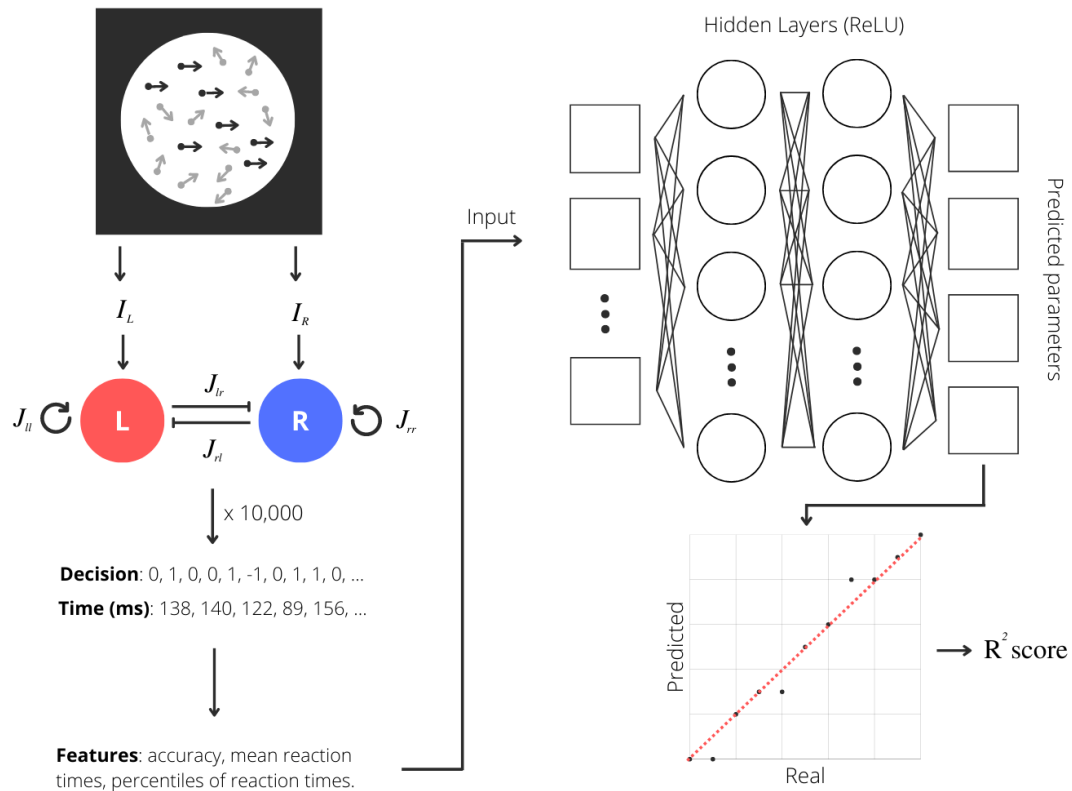 I_L
I_R
J_ll
L
J_lr
J_rl
R
J_rr
x 10,000
Decision: 0, 1, 0, 0, 1, -1, 0, 1, 1, 0, ...
Time (ms): 138, 140, 122, 89, 156, ...
Features: accuracy, mean reaction
times, percentiles of reaction times.
Input
Hidden Layers (ReLU)
Predicted parameters
Predicted
Real
R² score